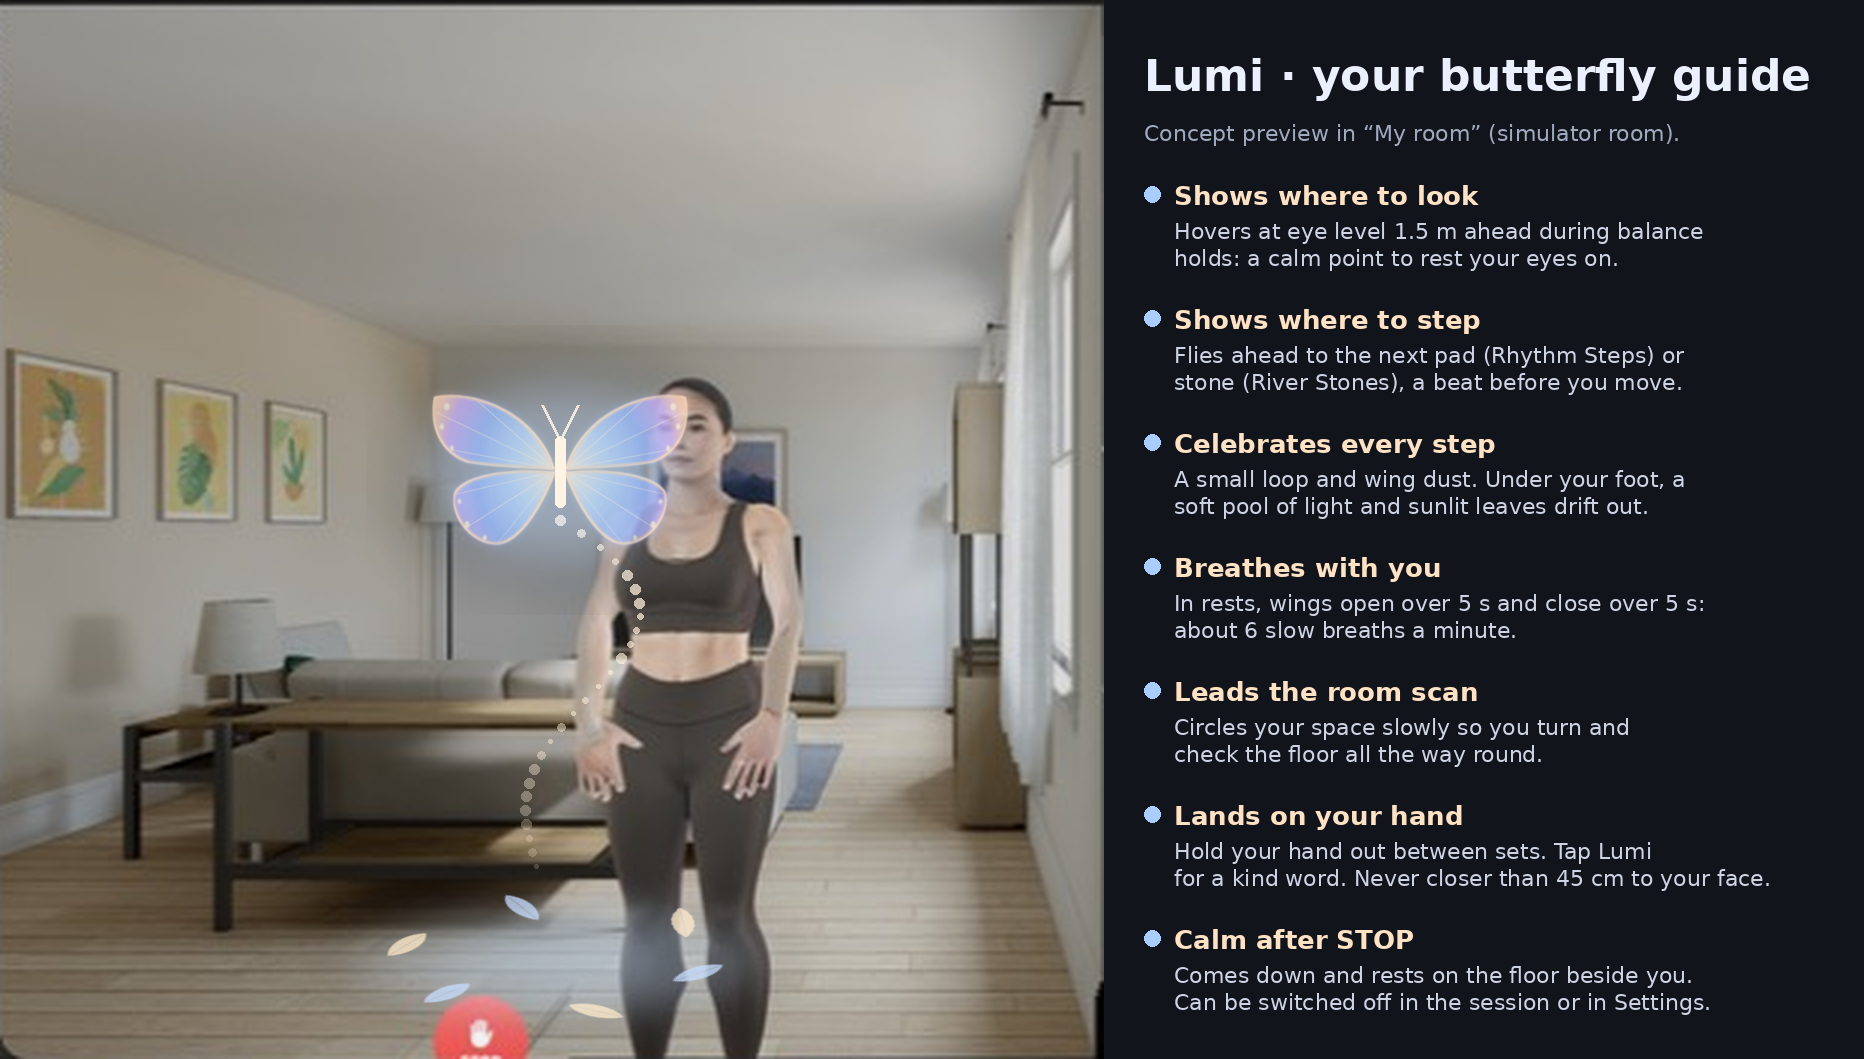 Lumi · your butterfly guide
Concept preview in “My room” (simulator room).
Shows where to look
Hovers at eye level 1.5 m ahead during balance
holds: a calm point to rest your eyes on.
Shows where to step
Flies ahead to the next pad (Rhythm Steps) or
stone (River Stones), a beat before you move.
Celebrates every step
A small loop and wing dust. Under your foot, a
soft pool of light and sunlit leaves drift out.
Breathes with you
In rests, wings open over 5 s and close over 5 s:
about 6 slow breaths a minute.
Leads the room scan
Circles your space slowly so you turn and
check the floor all the way round.
Lands on your hand
Hold your hand out between sets. Tap Lumi
for a kind word. Never closer than 45 cm to your face.
Calm after STOP
Comes down and rests on the floor beside you.
Can be switched off in the session or in Settings.